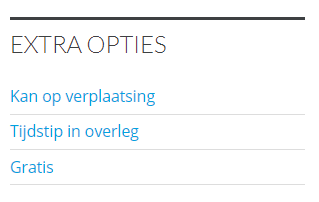 EXTRA OPTIES
Kan op verplaatsing
Tijdstip in overleg
Gratis